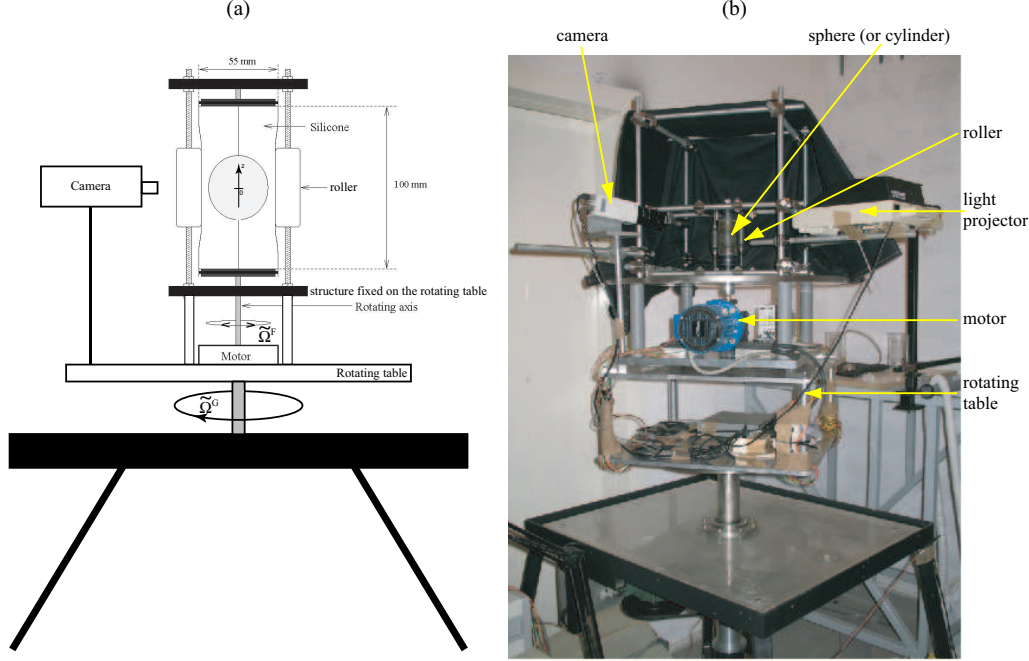 (a)
(b)
55 mm
Silicone
z
0
Camera
roller
100 mm
structure fixed on the rotating table
Rotating axis
Ω̃ᶠ
Motor
Rotating table
Ω̃ᴳ
camera
sphere (or cylinder)
roller
light
projector
motor
rotating
table